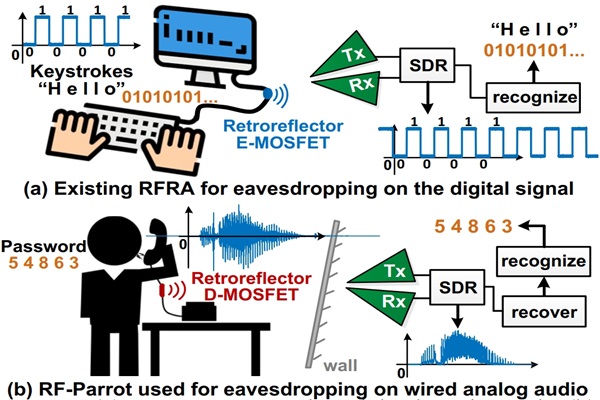 1 1 1 1
0 0 0 0 0
Keystrokes
“H e l l o”
01010101...
Retroreflector
E-MOSFET
Tx
Rx
SDR
“H e l l o”
01010101...
recognize
1 1 1 1
0 0 0 0 0
(a) Existing RFRA for eavesdropping on the digital signal
Password
5 4 8 6 3
Retroreflector
D-MOSFET
wall
Tx
Rx
SDR
5 4 8 6 3
recognize
recover
(b) RF-Parrot used for eavesdropping on wired analog audio